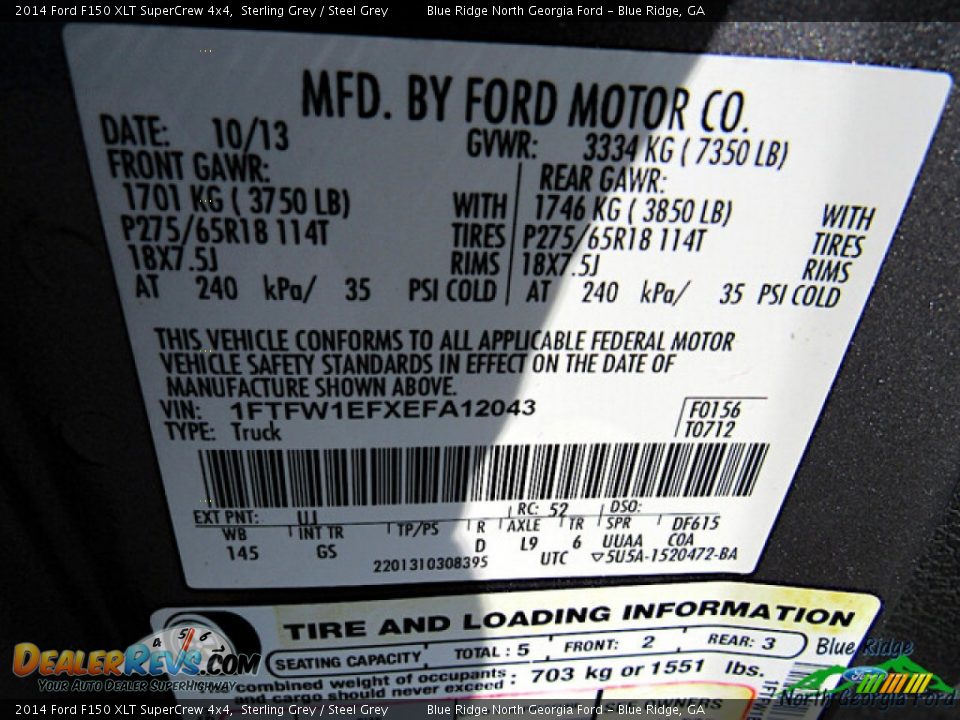 2014 Ford F150 XLT SuperCrew 4x4, Sterling Grey / Steel Grey Blue Ridge North Georgia Ford - Blue Ridge, GA
MFD. BY FORD MOTOR CO.
DATE: 10/13 GVWR: 3334 KG ( 7350 LB)
FRONT GAWR: REAR GAWR:
1701 KG ( 3750 LB) WITH 1746 KG ( 3850 LB) WITH
P275/65R18 114T TIRES P275/65R18 114T TIRES
18X7.5J RIMS 18X7.5J RIMS
AT 240 kPa/ 35 PSI COLD AT 240 kPa/ 35 PSI COLD
THIS VEHICLE CONFORMS TO ALL APPLICABLE FEDERAL MOTOR
VEHICLE SAFETY STANDARDS IN EFFECT ON THE DATE OF
MANUFACTURE SHOWN ABOVE.
VIN: 1FTFW1EFXEFA12043 F0156
TYPE: Truck T0712
EXT PNT: UJ RC: 52 DSO:
WB INT TR TP/PS R AXLE TR SPR DF615
145 GS D L9 6 UUAA COA
2201310308395 UTC ▽5U5A-1520472-BA
TIRE AND LOADING INFORMATION
SEATING CAPACITY TOTAL : 5 FRONT: 2 REAR: 3
combined weight of occupants
and cargo should never exceed : 703 kg or 1551 lbs.
SEE OWNERS
4 5 6
DEALERREVS.COM
YOUR AUTO DEALER SUPERHIGHWAY
Blue Ridge
Ford
North Georgia Ford
2014 Ford F150 XLT SuperCrew 4x4, Sterling Grey / Steel Grey Blue Ridge North Georgia Ford - Blue Ridge, GA